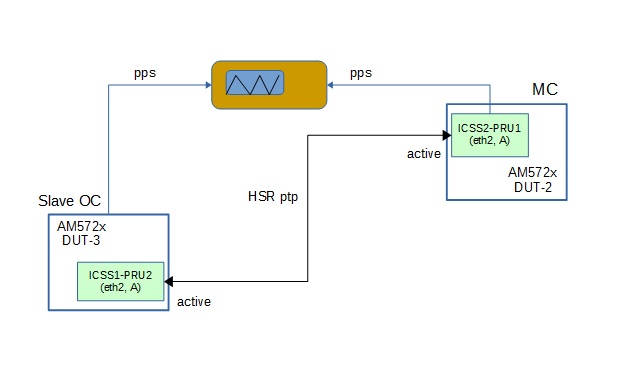 pps
pps
MC
ICSS2-PRU1
(eth2, A)
active
AM572x
DUT-2
HSR ptp
Slave OC
AM572x
DUT-3
ICSS1-PRU2
(eth2, A)
active